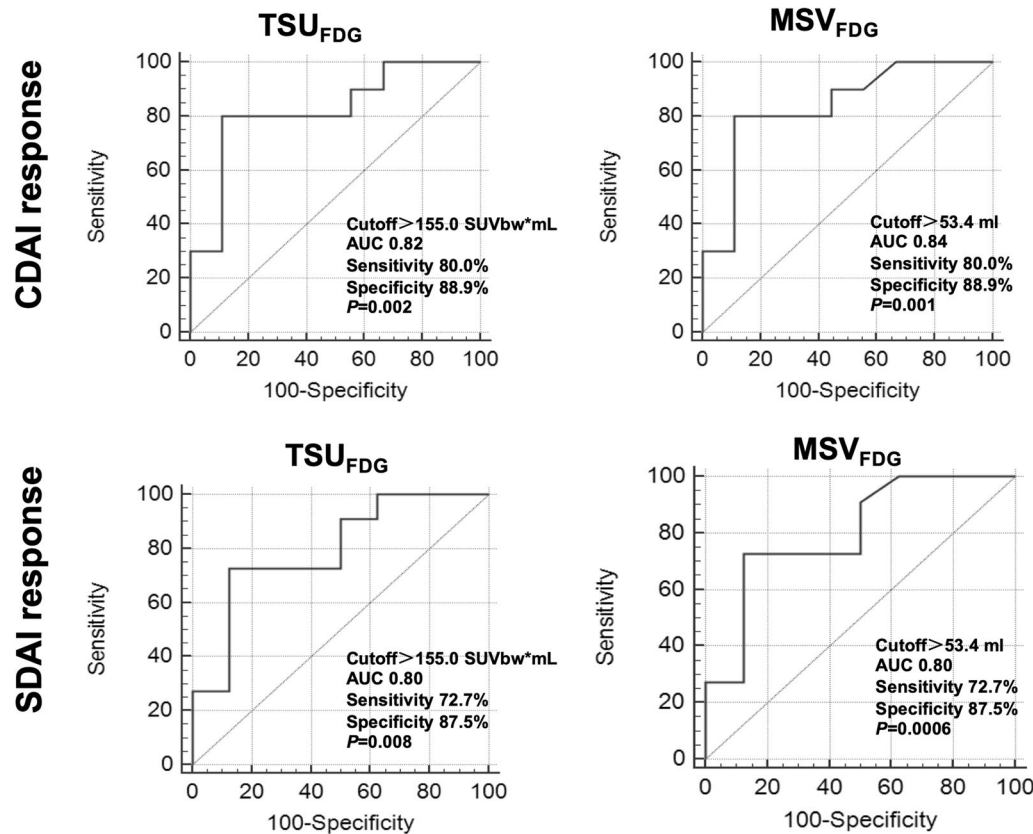 TSUFDG
MSVFDG
CDAI response
Sensitivity
100
80
60
40
20
0
0 20 40 60 80 100
100-Specificity
Cutoff＞155.0 SUVbw*mL
AUC 0.82
Sensitivity 80.0%
Specificity 88.9%
P=0.002
Sensitivity
100
80
60
40
20
0
0 20 40 60 80 100
100-Specificity
Cutoff＞53.4 ml
AUC 0.84
Sensitivity 80.0%
Specificity 88.9%
P=0.001
TSUFDG
MSVFDG
SDAI response
Sensitivity
100
80
60
40
20
0
0 20 40 60 80 100
100-Specificity
Cutoff＞155.0 SUVbw*mL
AUC 0.80
Sensitivity 72.7%
Specificity 87.5%
P=0.008
Sensitivity
100
80
60
40
20
0
0 20 40 60 80 100
100-Specificity
Cutoff＞53.4 ml
AUC 0.80
Sensitivity 72.7%
Specificity 87.5%
P=0.0006